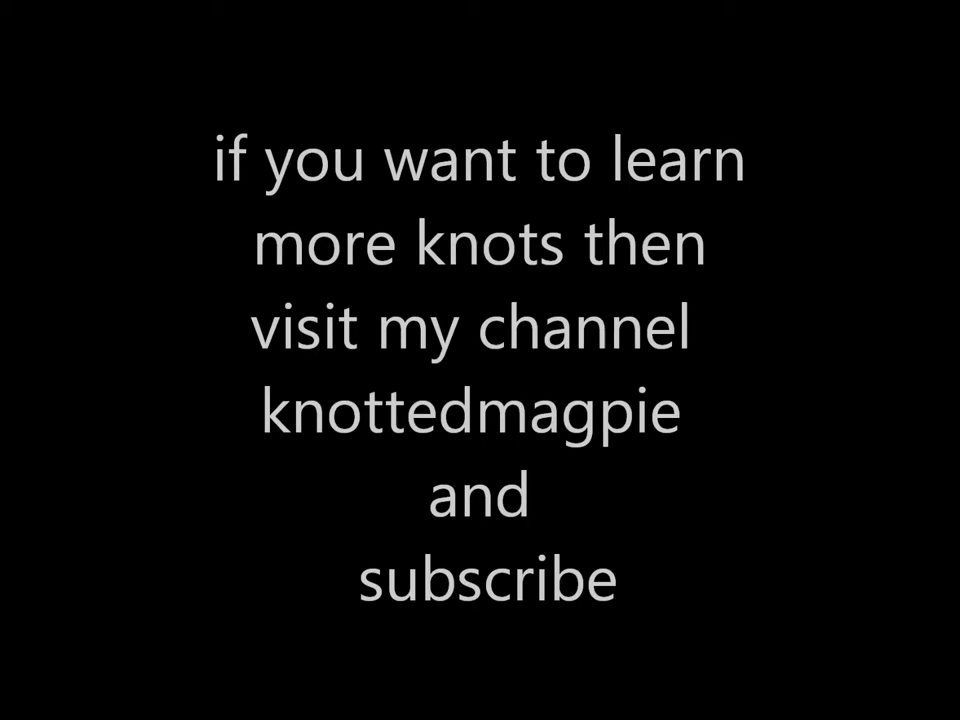 if you want to learn
more knots then
visit my channel
knottedmagpie
and
subscribe